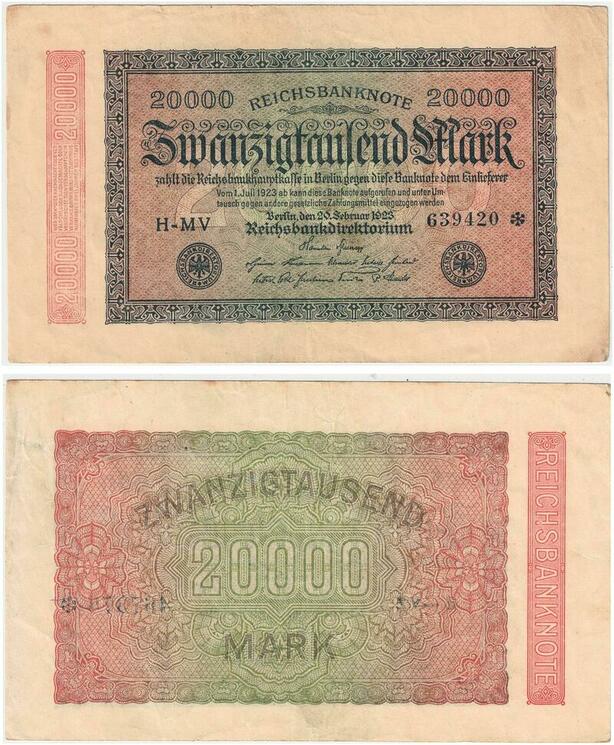 20000 REICHSBANKNOTE 20000
Zwanzigtausend Mark
zahlt die Reichsbankhauptkasse in Berlin gegen diese Banknote dem Einlieferer
Vom 1. Juli 1923 ab kann diese Banknote aufgerufen und unter Um-
tausch gegen andere gesetzliche Zahlungsmittel eingezogen werden
Berlin, den 20. Februar 1923
H-MV 639420 ✻
Reichsbankdirektorium
20000
20000
ZWANZIGTAUSEND
20000
MARK
REICHSBANKNOTE